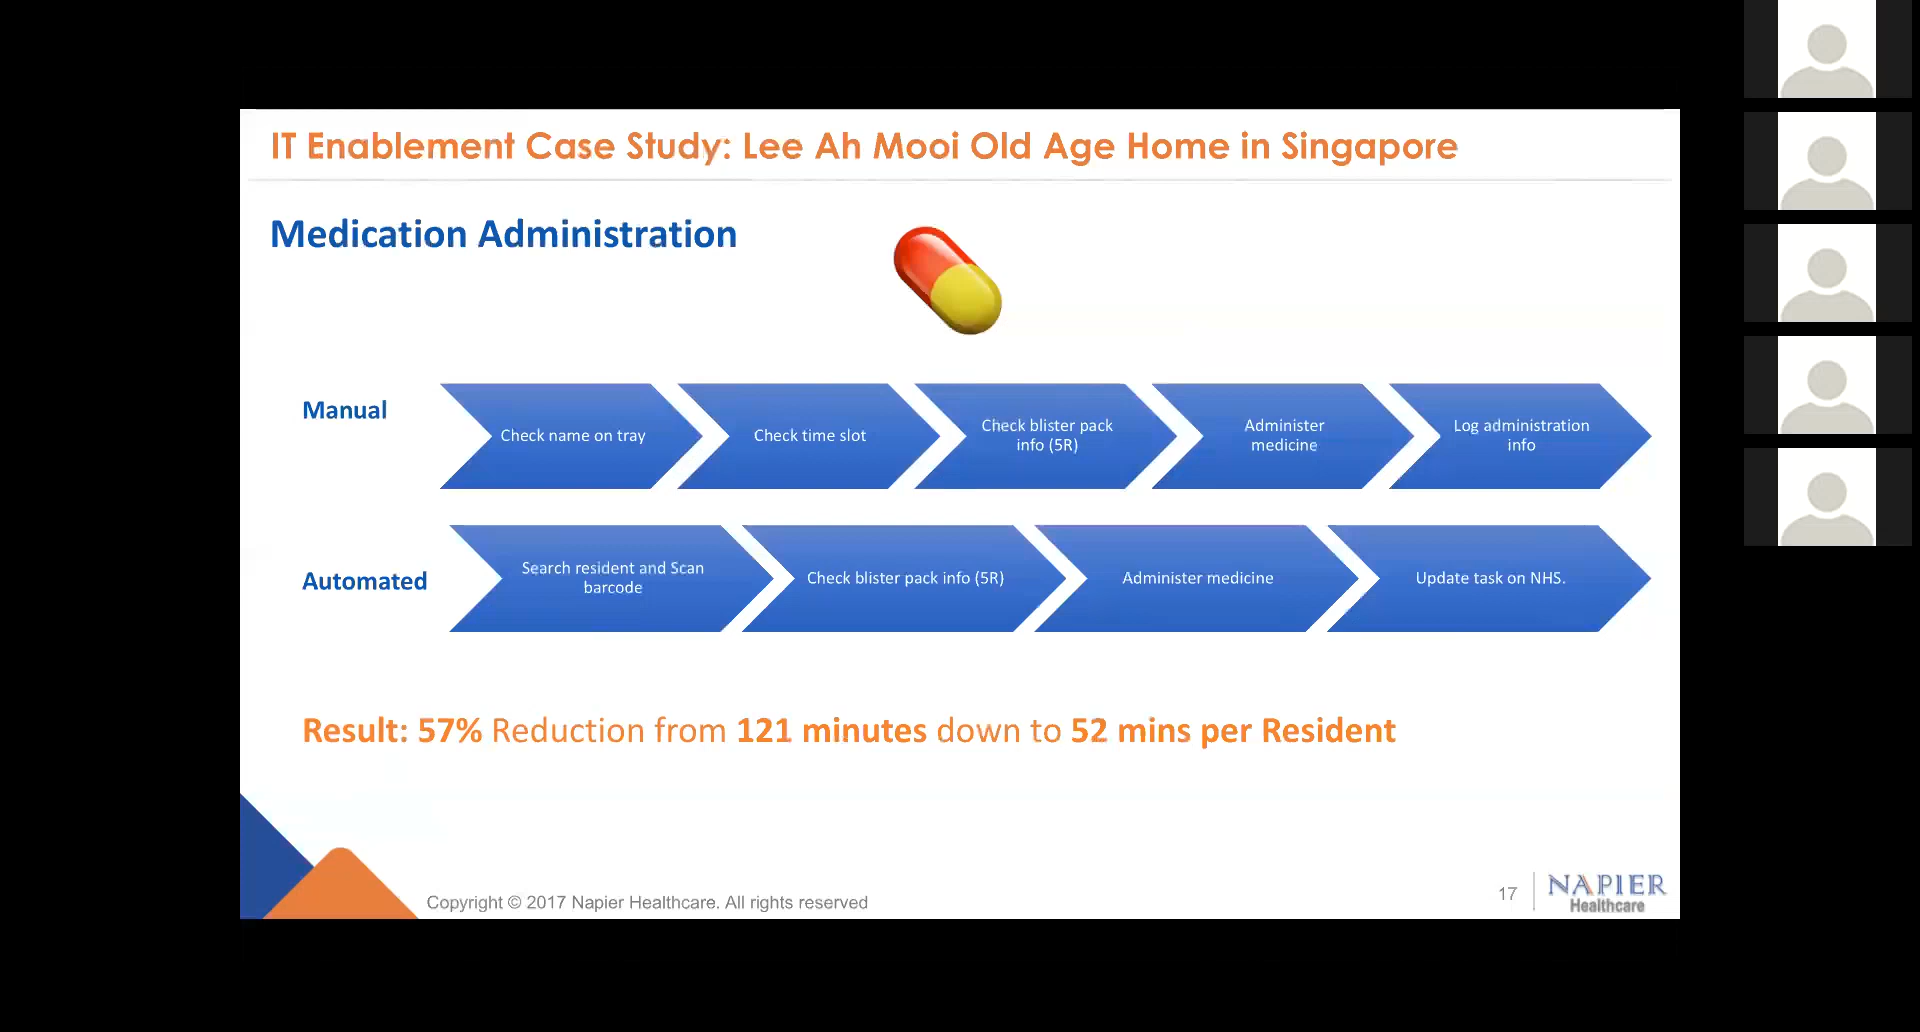 IT Enablement Case Study: Lee Ah Mooi Old Age Home in Singapore
Medication Administration
Manual
Check name on tray
Check time slot
Check blister pack
info (5R)
Administer
medicine
Log administration
info
Automated
Search resident and Scan
barcode
Check blister pack info (5R)
Administer medicine
Update task on NHS.
Result: 57% Reduction from 121 minutes down to 52 mins per Resident
Copyright © 2017 Napier Healthcare. All rights reserved
17
NAPIER
Healthcare